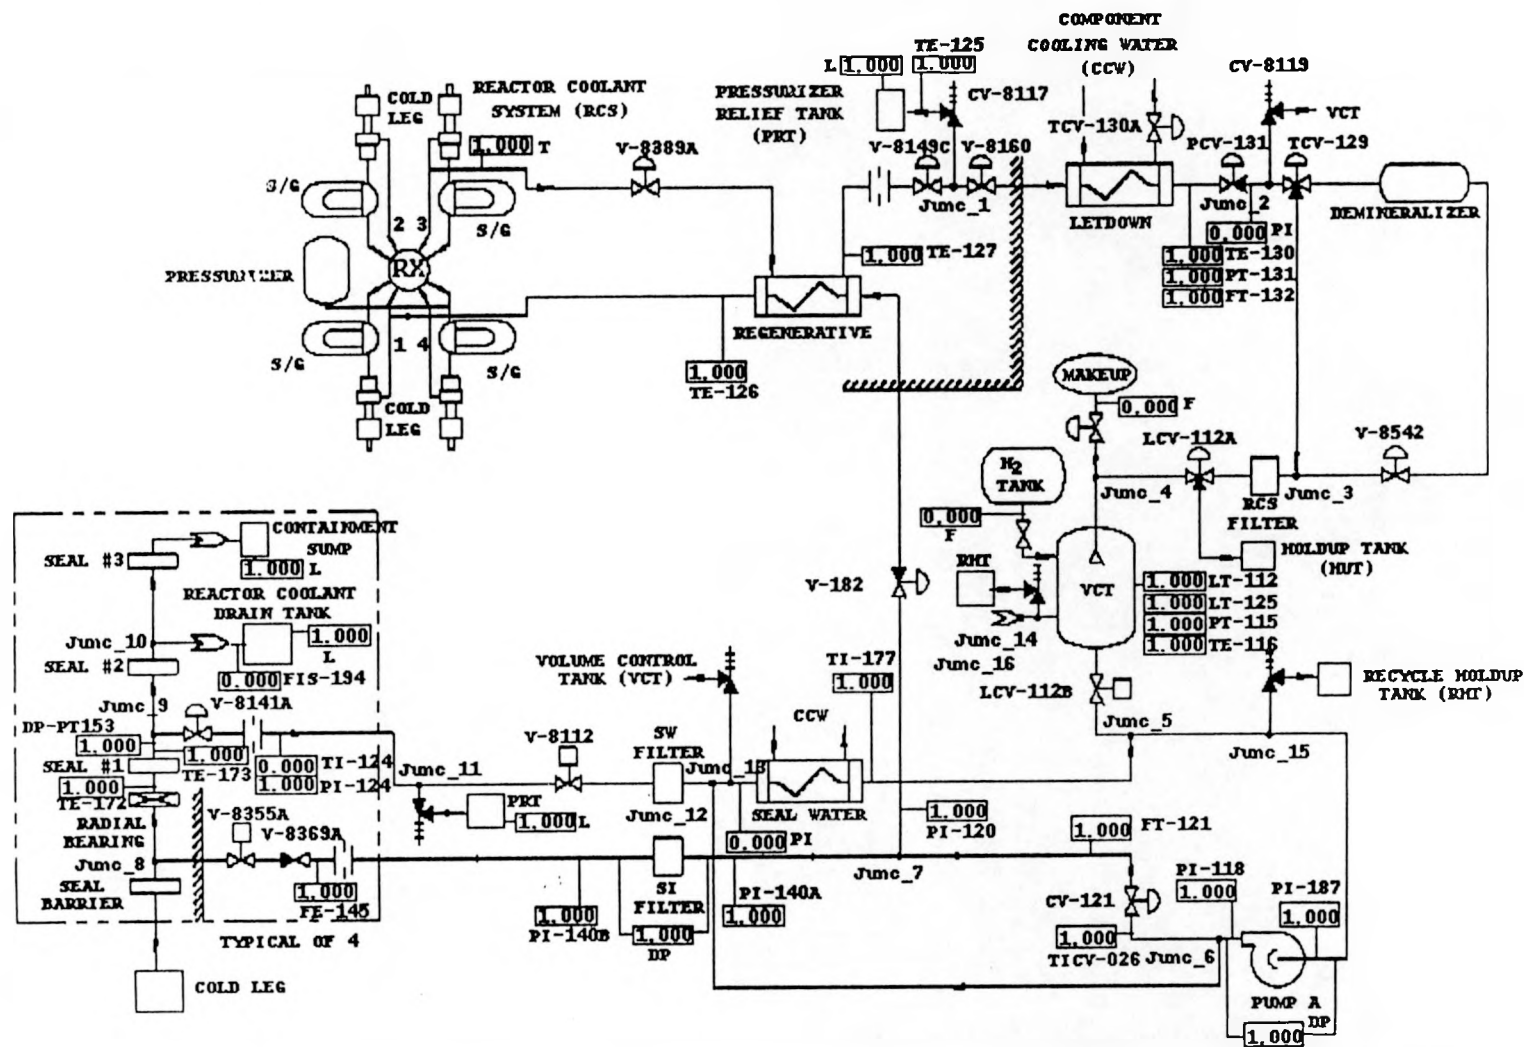 COMPONENT
COOLING WATER
(CCW)
TE-125
L 1.000 1.000
CV-8119
VCT
REACTOR COOLANT
SYSTEM (RCS)
COLD
LEG
1.000 T
V-8389A
PRESSURIZER
RELIEF TANK
(PRT)
CV-8117
TCV-130A
V-8149C V-8160
PCV-131 TCV-129
S/G
S/G
2 3
Junc_1
LETDOWN
Junc_2
DEMINERALIZER
0.000 PI
1.000 TE-130
1.000 PT-131
1.000 FT-132
PRESSURIZER
RX
1.000 TE-127
REGENERATIVE
1 4
S/G
S/G
1.000
TE-126
COLD
LEG
MAKEUP
0.000 F
LCV-112A
V-8542
H2
TANK
Junc_4
RCS
FILTER
Junc_3
0.000
F
HOLDUP TANK
(HUT)
CONTAINMENT
SUMP
1.000 L
SEAL #3
REACTOR COOLANT
DRAIN TANK
1.000
L
Junc_10
SEAL #2
0.000 FIS-194
V-182
RMT
VCT
1.000 LT-112
1.000 LT-125
1.000 PT-115
1.000 TE-116
Junc_14
Junc_16
VOLUME CONTROL
TANK (VCT)
TI-177
1.000
LCV-112B
RECYCLE HOLDUP
TANK (RMT)
Junc_9
V-8141A
DP-PT153
1.000
1.000
TE-173
0.000 TI-124
1.000 PI-124
SEAL #1
1.000
TE-172
CCW
Junc_5
Junc_15
V-8112
SW
FILTER
Junc_13
Junc_11
Junc_12
SEAL WATER
PRT
1.000 L
RADIAL
BEARING
V-8355A
V-8369A
1.000
PI-120
0.000 PI
1.000 FT-121
Junc_8
SEAL
BARRIER
1.000
FE-145
SI
FILTER
Junc_7
1.000
PI-140B
1.000
DP
PI-140A
1.000
CV-121
PI-118
1.000
PI-187
1.000
TYPICAL OF 4
1.000
TICV-026
Junc_6
COLD LEG
PUMP A
DP
1.000